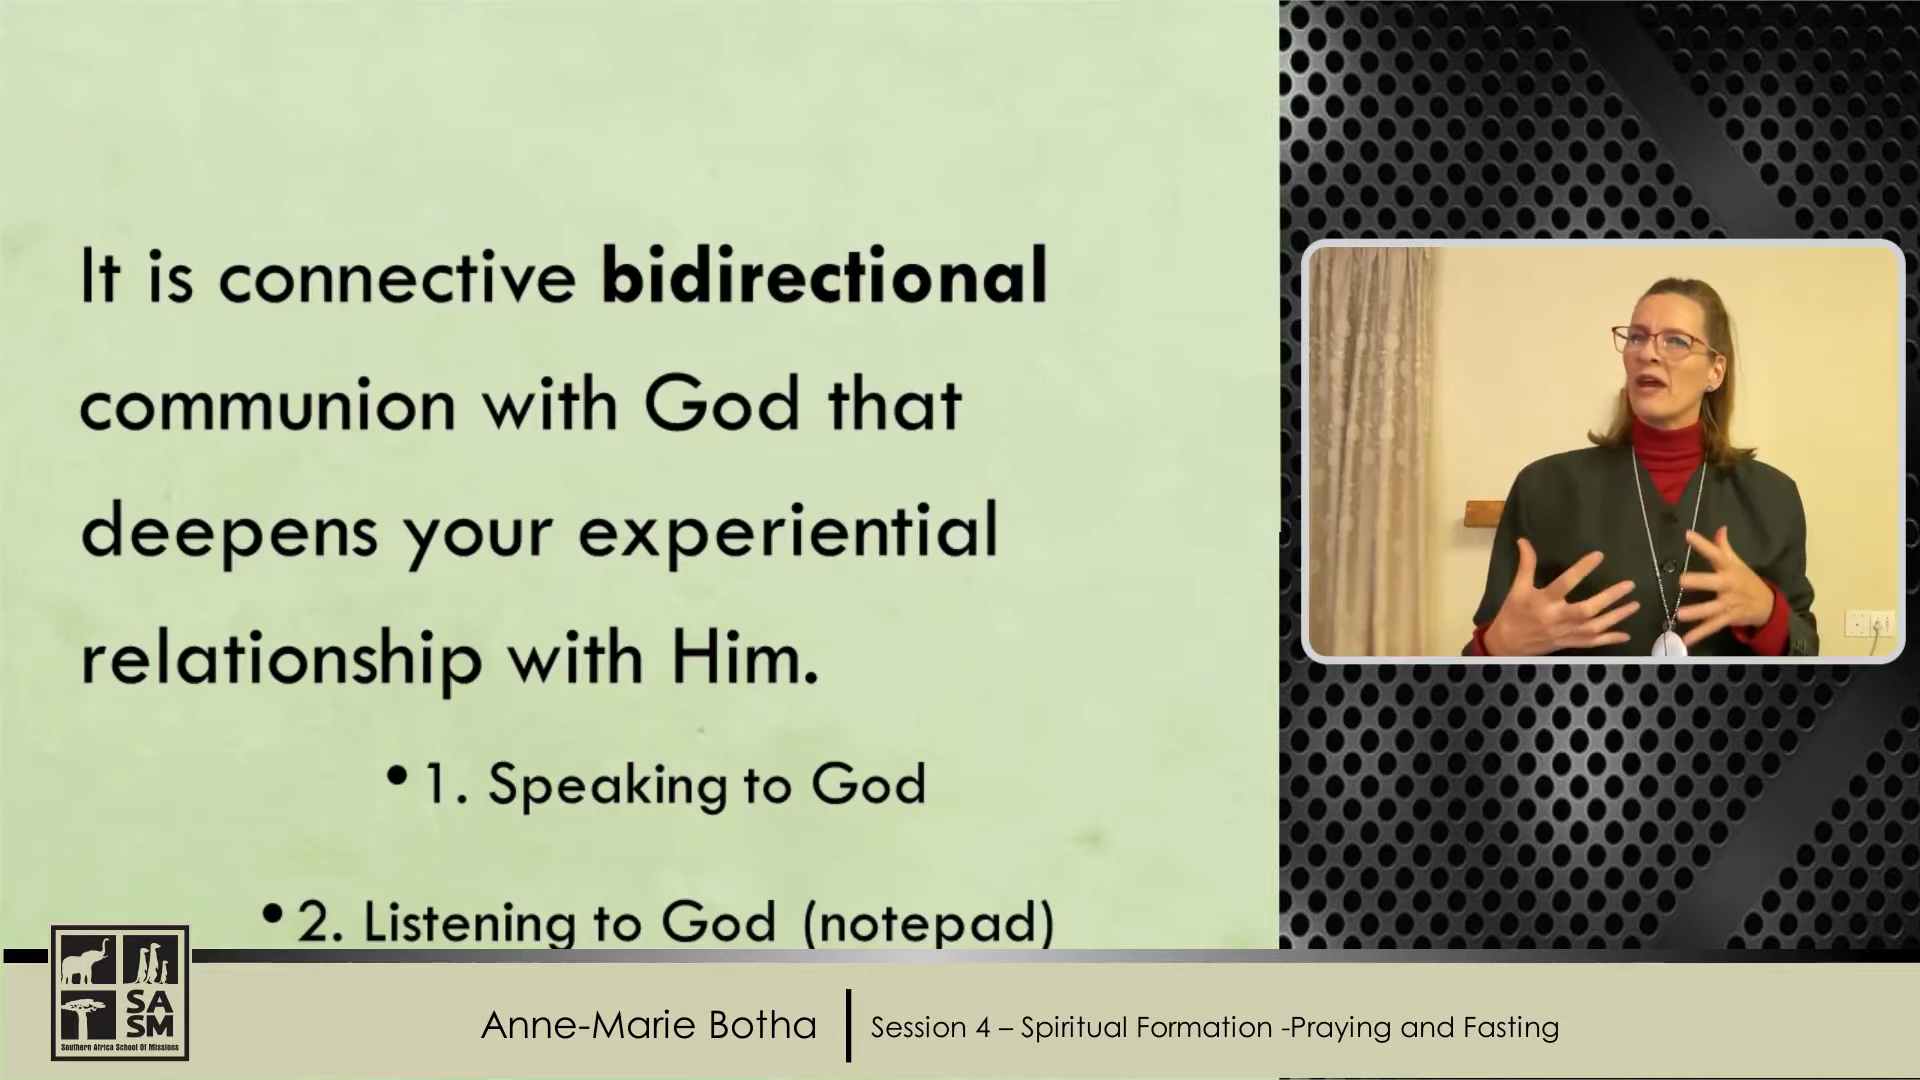 It is connective bidirectional
communion with God that
deepens your experiential
relationship with Him.
• 1. Speaking to God
• 2. Listening to God (notepad)
SA
SM
Southern Africa School Of Missions
Anne-Marie Botha
Session 4 – Spiritual Formation -Praying and Fasting